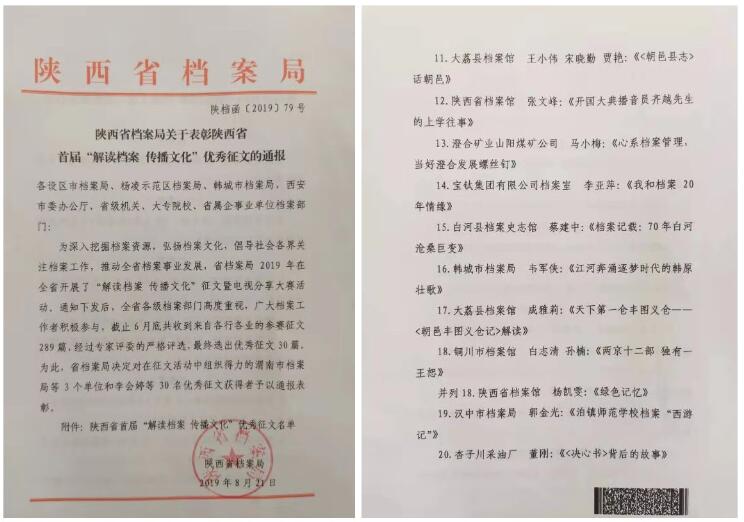 陕西省档案局
陕档函〔2019〕79号
陕西省档案局关于表彰陕西省
首届“解读档案 传播文化”优秀征文的通报
各设区市档案局、杨凌示范区档案局、韩城市档案局，西安
市委办公厅，省级机关、大专院校、省属企事业单位档案部
门：
为深入挖掘档案资源，弘扬档案文化，倡导社会各界关
注档案工作，推动全省档案事业发展，省档案局 2019 年在
全省开展了“解读档案 传播文化”征文暨电视分享大赛活
动。通知下发后，全省各级档案部门高度重视，广大档案工
作者积极参与，截止 6 月底共收到来自各行各业的参赛征文
289 篇，经过专家评委的严格评选，最终选出优秀征文 30 篇。
为此，省档案局决定对在征文活动中组织得力的渭南市档案
局等 3 个单位和李会婷等 30 名优秀征文获得者予以通报表
彰。
附件：陕西省首届“解读档案 传播文化”优秀征文名单
陕西省档案局
2019 年 8 月 21 日
11. 大荔县档案馆 王小伟 宋晓勤 贾艳：《<朝邑县志>
话朝邑》
12. 陕西省档案馆 张文峰：《开国大典播音员齐越先生
的上学往事》
13. 澄合矿业山阳煤矿公司 马小梅：《心系档案管理，
当好澄合发展螺丝钉》
14. 宝钛集团有限公司档案室 李亚萍：《我和档案 20
年情缘》
15. 白河县档案史志馆 蔡建中：《档案记载：70 年白河
沧桑巨变》
16. 韩城市档案局 韦军侠：《江河奔涌逐梦时代的韩原
壮歌》
17. 大荔县档案馆 成雅莉：《天下第一仓丰图义仓——
<朝邑丰图义仓记>解读》
18. 铜川市档案馆 白志清 孙楠：《两京十二部 独有一
王恕》
并列 18. 陕西省档案馆 杨凯雯：《绿色记忆》
19. 汉中市档案局 郭金光：《泊镇师范学校档案“西游
记”》
20. 杏子川采油厂 董刚：《<决心书>背后的故事》